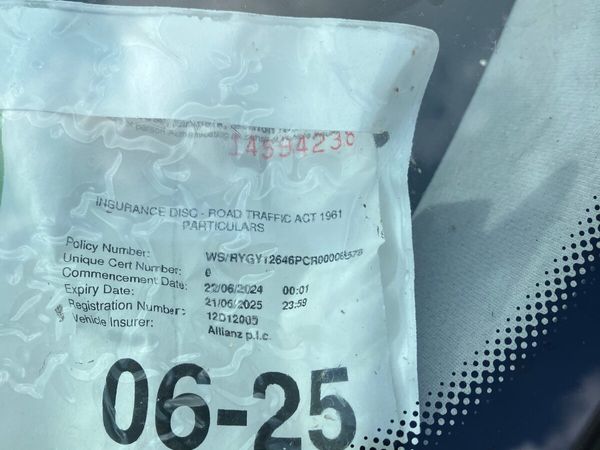 14594236
INSURANCE DISC - ROAD TRAFFIC ACT 1961
PARTICULARS
Policy Number:
Unique Cert Number: 0
Commencement Date: 22/06/2024 00:01
Expiry Date: 21/06/2025 23:59
Registration Number: 12D12005
Vehicle Insurer: Allianz p.l.c.
06-25